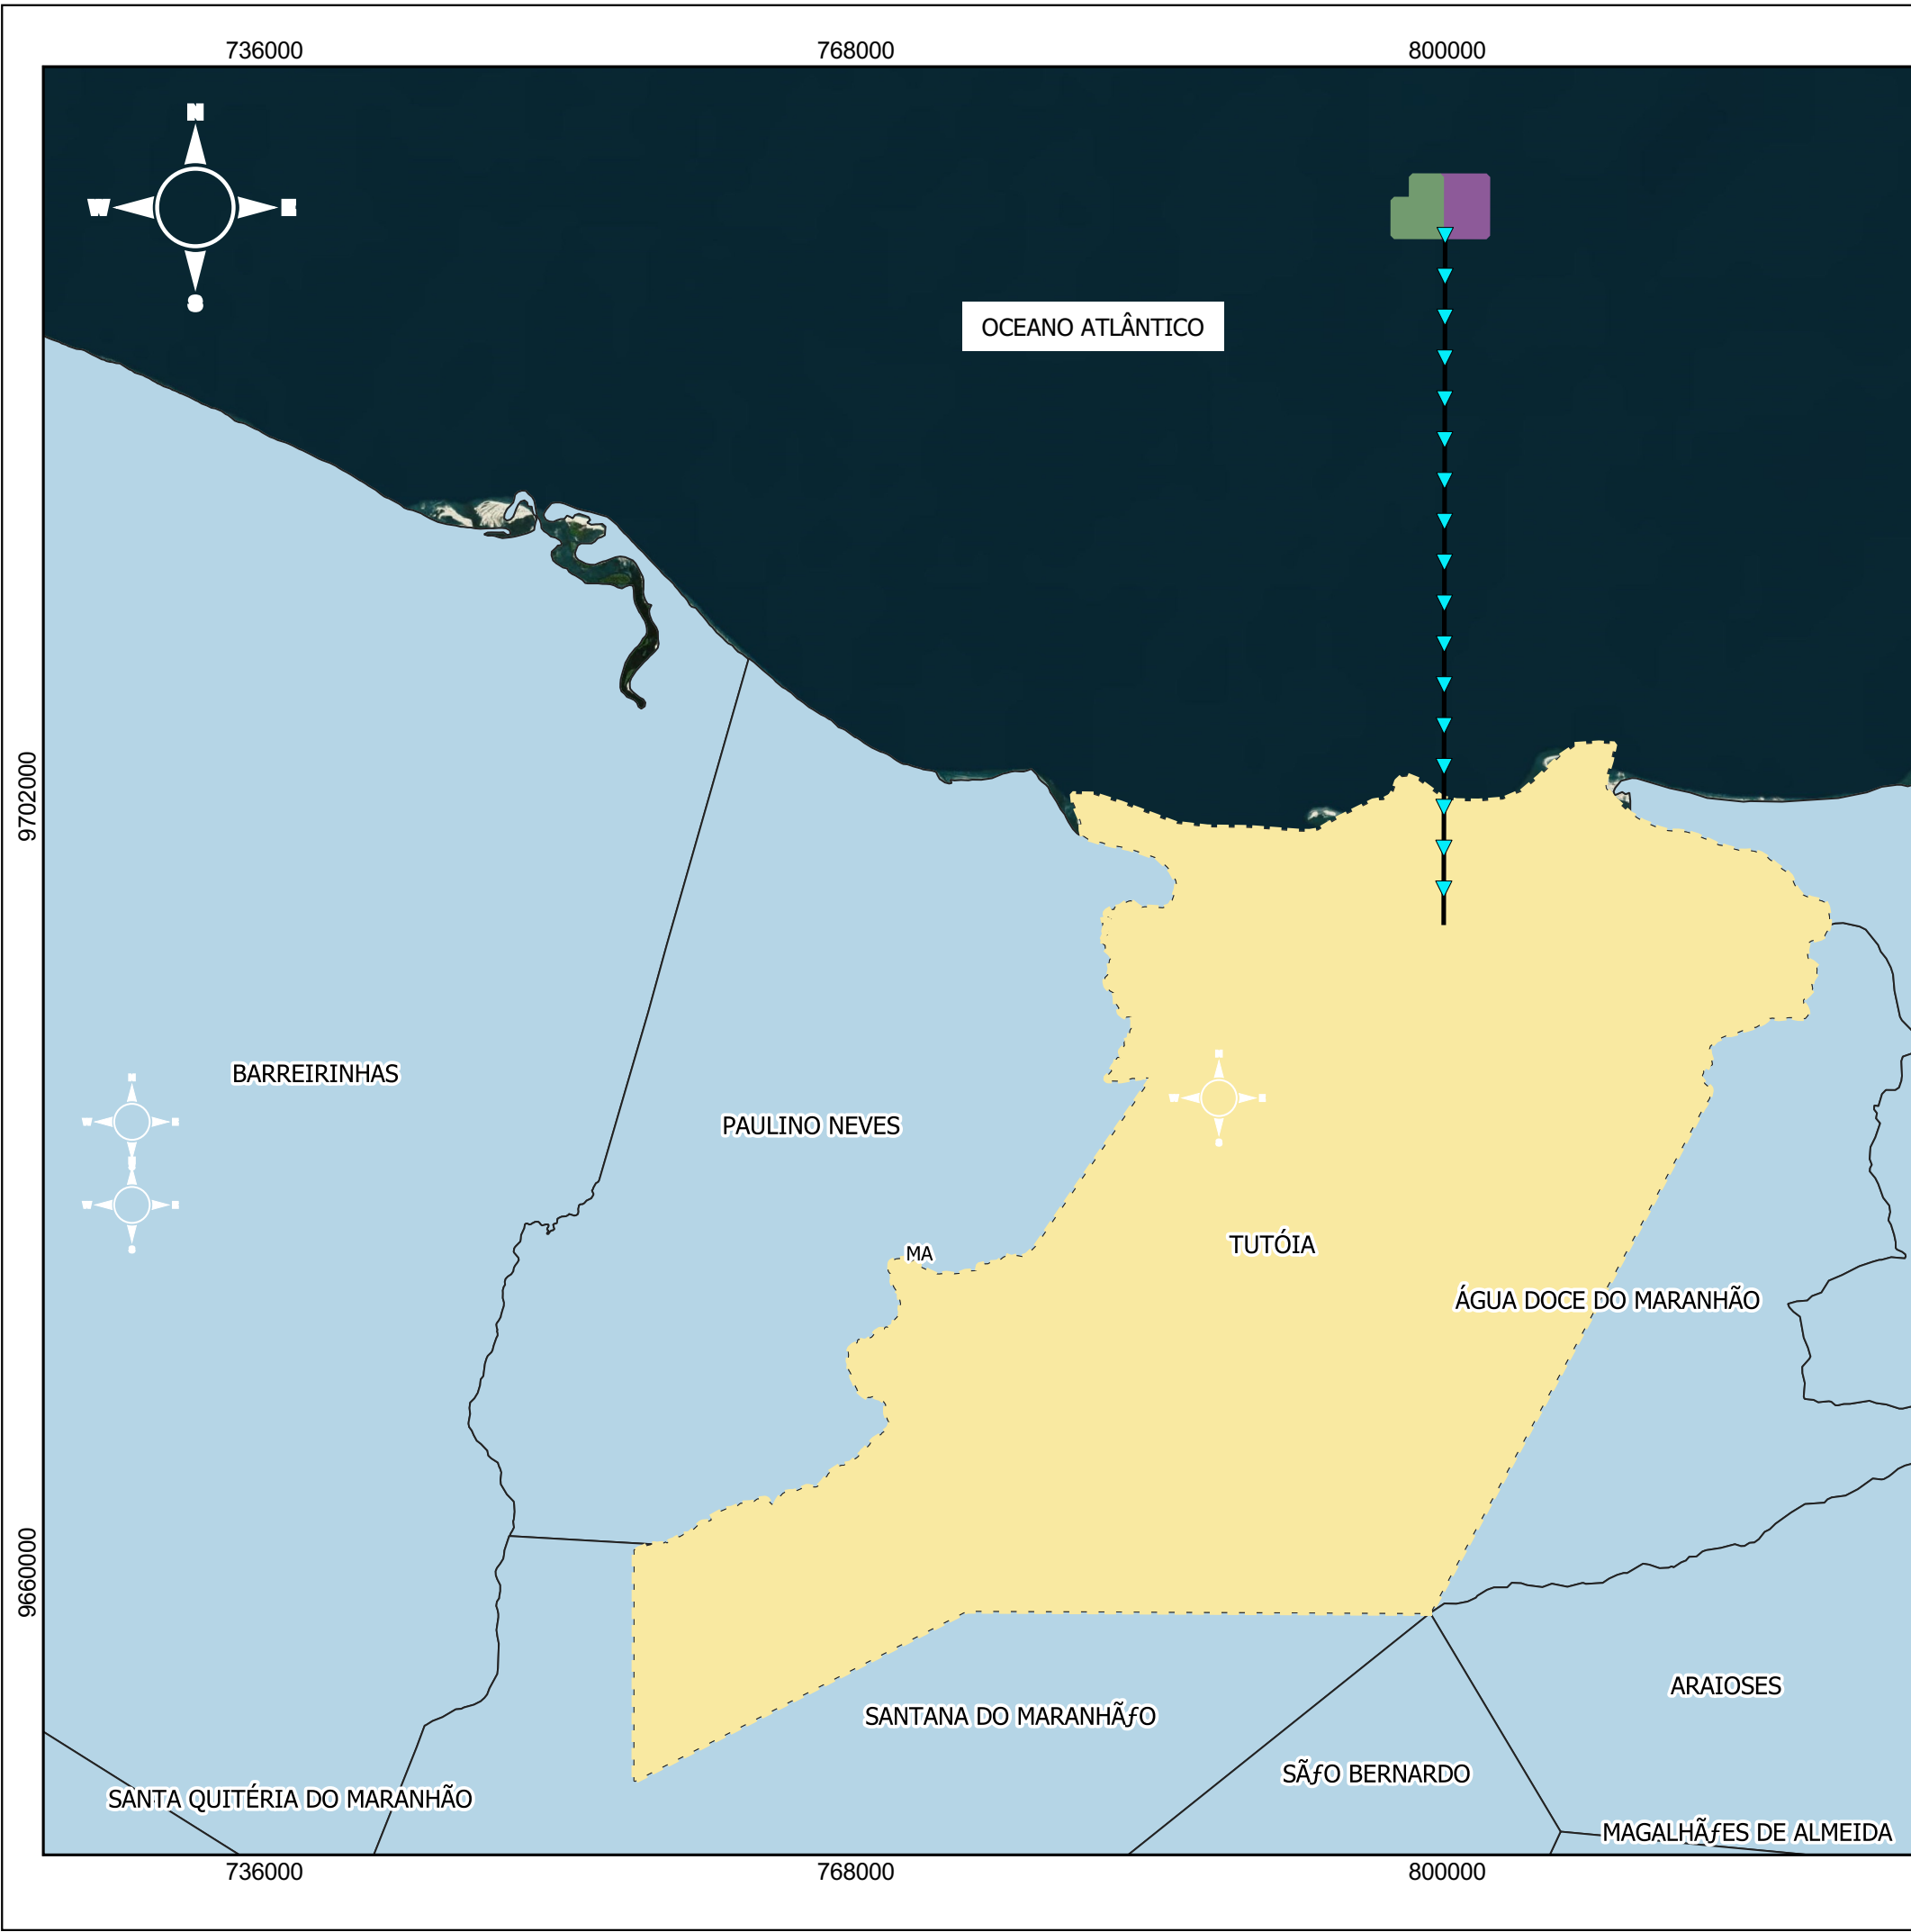 736000 768000 800000
N
W E
S
OCEANO ATLÂNTICO
9702000
BARREIRINHAS
PAULINO NEVES
MA
TUTÓIA
ÁGUA DOCE DO MARANHÃO
9660000
ARAIOSES
SANTANA DO MARANHÃƒO
SÃƒO BERNARDO
SANTA QUITÉRIA DO MARANHÃO
MAGALHÃƒES DE ALMEIDA
736000 768000 800000